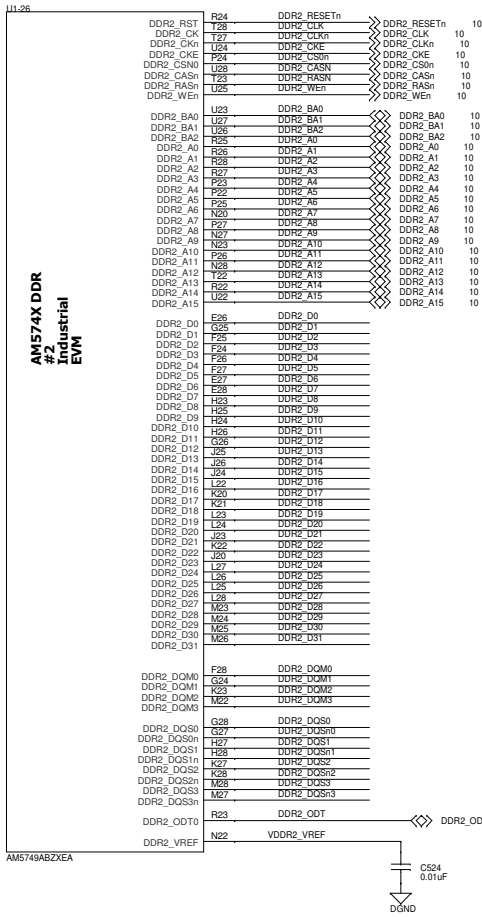 U1-26
DDR2_RST R24 DDR2_RESETn DDR2_RESETn 10
DDR2_CK T28 DDR2_CLK DDR2_CLK 10
DDR2_CKn T27 DDR2_CLKn DDR2_CLKn 10
DDR2_CKE U24 DDR2_CKE DDR2_CKE 10
DDR2_CSN0 P24 DDR2_CS0n DDR2_CS0n 10
DDR2_CASn U28 DDR2_CASN DDR2_CASn 10
DDR2_RASn T23 DDR2_RASN DDR2_RASn 10
DDR2_WEn U25 DDR2_WEn DDR2_WEn 10
DDR2_BA0 U23 DDR2_BA0 DDR2_BA0 10
DDR2_BA1 U27 DDR2_BA1 DDR2_BA1 10
DDR2_BA2 U26 DDR2_BA2 DDR2_BA2 10
DDR2_A0 R25 DDR2_A0 DDR2_A0 10
DDR2_A1 R26 DDR2_A1 DDR2_A1 10
DDR2_A2 R28 DDR2_A2 DDR2_A2 10
DDR2_A3 R27 DDR2_A3 DDR2_A3 10
DDR2_A4 P23 DDR2_A4 DDR2_A4 10
DDR2_A5 P22 DDR2_A5 DDR2_A5 10
DDR2_A6 P25 DDR2_A6 DDR2_A6 10
DDR2_A7 N20 DDR2_A7 DDR2_A7 10
DDR2_A8 P27 DDR2_A8 DDR2_A8 10
DDR2_A9 N27 DDR2_A9 DDR2_A9 10
DDR2_A10 N23 DDR2_A10 DDR2_A10 10
DDR2_A11 P26 DDR2_A11 DDR2_A11 10
DDR2_A12 N28 DDR2_A12 DDR2_A12 10
DDR2_A13 T22 DDR2_A13 DDR2_A13 10
DDR2_A14 R22 DDR2_A14 DDR2_A14 10
DDR2_A15 U22 DDR2_A15 DDR2_A15 10
AM574X DDR
#2
Industrial
EVM
DDR2_D0 E26 DDR2_D0
DDR2_D1 G25 DDR2_D1
DDR2_D2 F25 DDR2_D2
DDR2_D3 F24 DDR2_D3
DDR2_D4 F26 DDR2_D4
DDR2_D5 F27 DDR2_D5
DDR2_D6 E27 DDR2_D6
DDR2_D7 E28 DDR2_D7
DDR2_D8 H23 DDR2_D8
DDR2_D9 H25 DDR2_D9
DDR2_D10 H24 DDR2_D10
DDR2_D11 H26 DDR2_D11
DDR2_D12 G26 DDR2_D12
DDR2_D13 J25 DDR2_D13
DDR2_D14 J26 DDR2_D14
DDR2_D15 J24 DDR2_D15
DDR2_D16 L22 DDR2_D16
DDR2_D17 K20 DDR2_D17
DDR2_D18 K21 DDR2_D18
DDR2_D19 L23 DDR2_D19
DDR2_D20 L24 DDR2_D20
DDR2_D21 J23 DDR2_D21
DDR2_D22 K22 DDR2_D22
DDR2_D23 J20 DDR2_D23
DDR2_D24 L27 DDR2_D24
DDR2_D25 L26 DDR2_D25
DDR2_D26 L25 DDR2_D26
DDR2_D27 L28 DDR2_D27
DDR2_D28 M23 DDR2_D28
DDR2_D29 M24 DDR2_D29
DDR2_D30 M25 DDR2_D30
DDR2_D31 M26 DDR2_D31
DDR2_DQM0 F28 DDR2_DQM0
DDR2_DQM1 G24 DDR2_DQM1
DDR2_DQM2 K23 DDR2_DQM2
DDR2_DQM3 M22 DDR2_DQM3
DDR2_DQS0 G28 DDR2_DQS0
DDR2_DQS0n G27 DDR2_DQSn0
DDR2_DQS1 H27 DDR2_DQS1
DDR2_DQS1n H28 DDR2_DQSn1
DDR2_DQS2 K27 DDR2_DQS2
DDR2_DQS2n K28 DDR2_DQSn2
DDR2_DQS3 M28 DDR2_DQS3
DDR2_DQS3n M27 DDR2_DQSn3
DDR2_ODT0 R23 DDR2_ODT DDR2_OD
DDR2_VREF N22 VDDR2_VREF
AM5749ABZXEA
C524
0.01uF
DGND